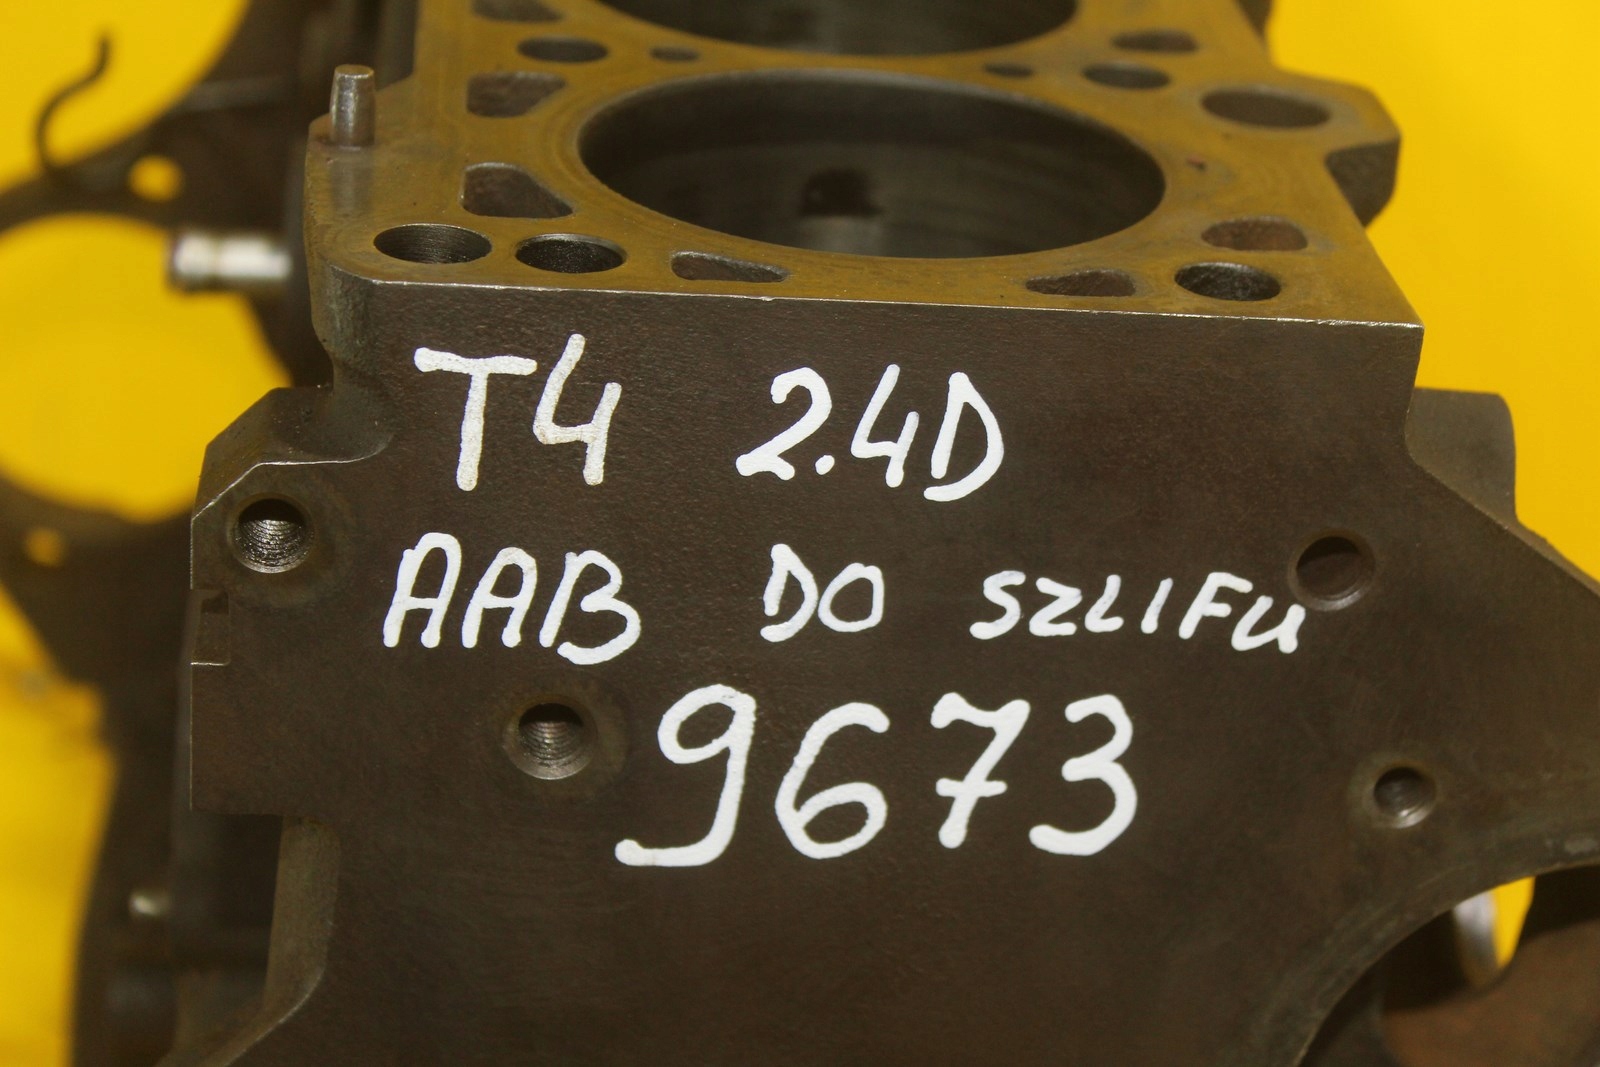 T4 2.4D
AAB DO SZLIFU
9673